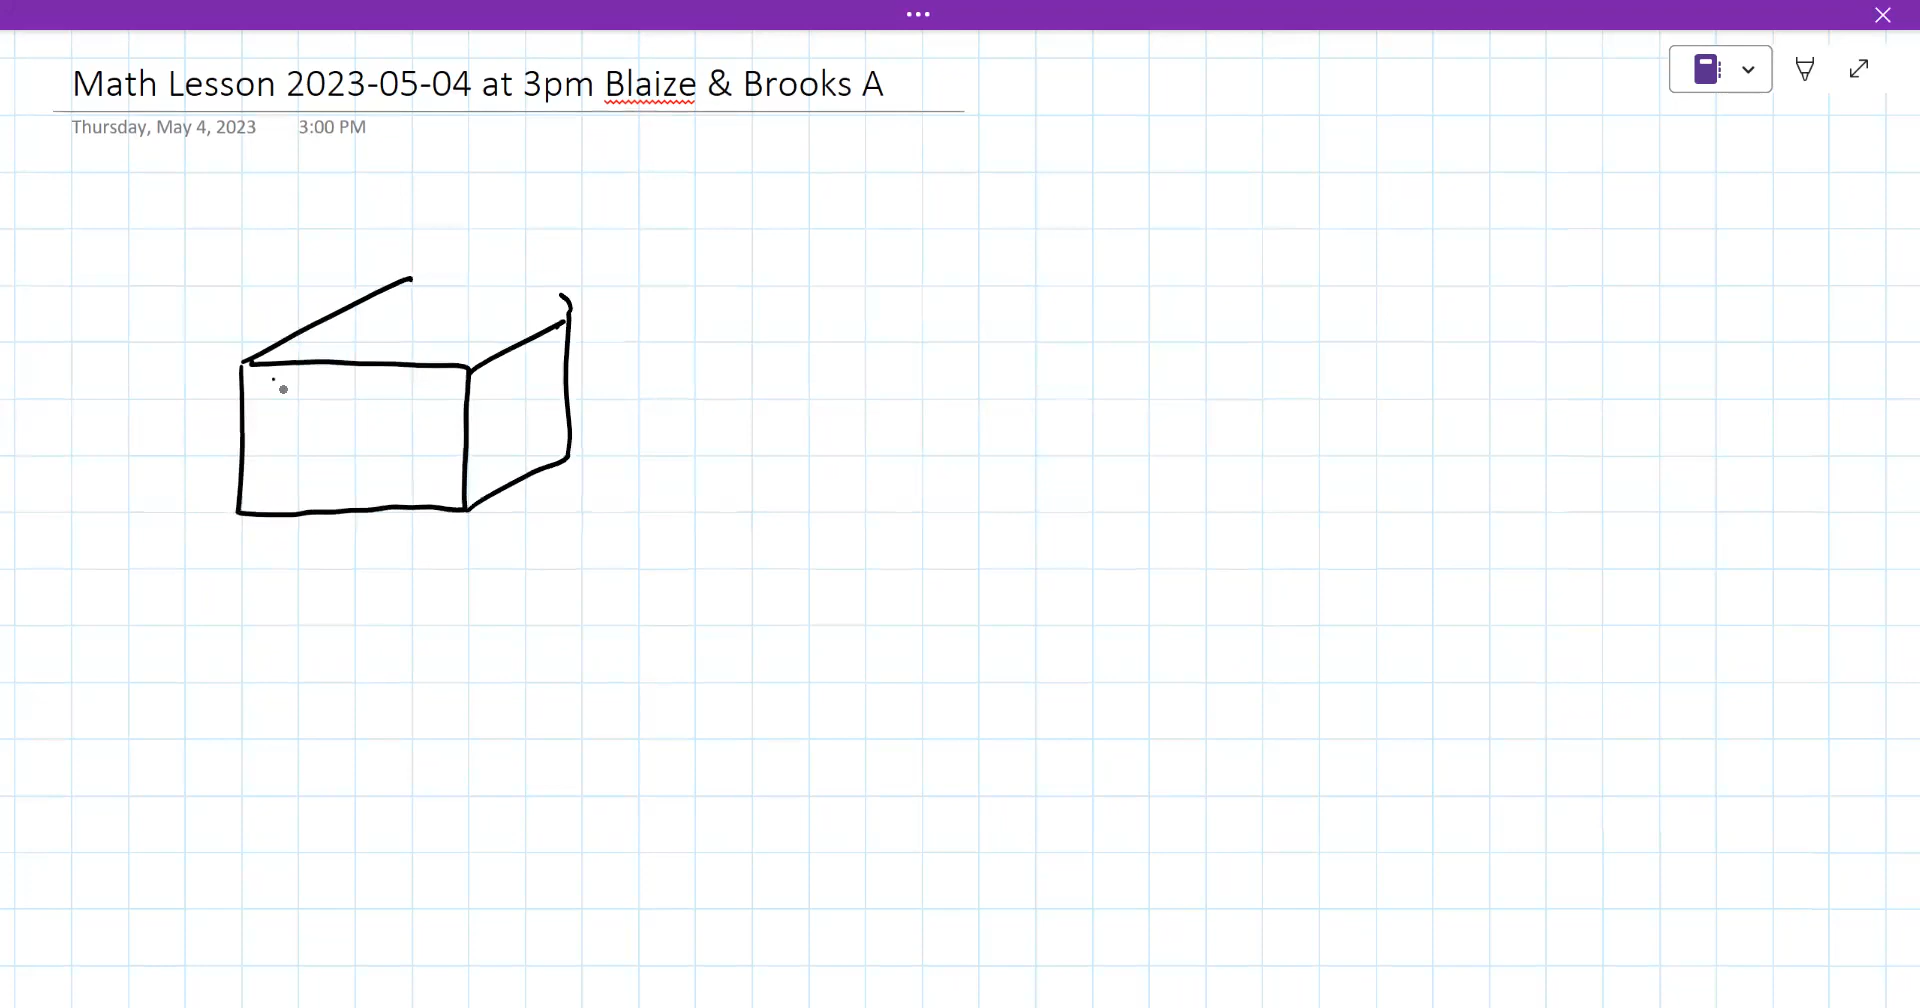 Math Lesson 2023-05-04 at 3pm Blaize & Brooks A
Thursday, May 4, 2023 3:00 PM